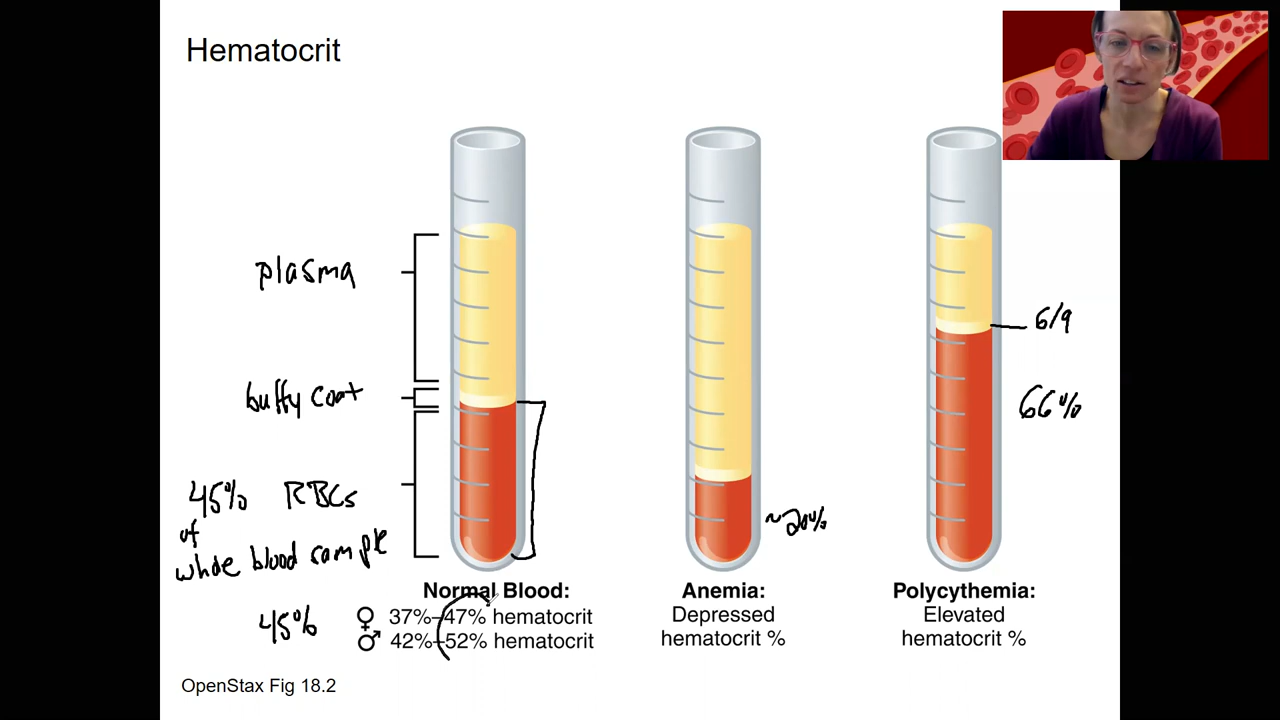 Hematocrit
plasma
6/9
buffy coat
66%
45% RBCs
of
whole blood sample
~20%
Normal Blood:
♀ 37%–47% hematocrit
♂ 42%–52% hematocrit
45%
Anemia:
Depressed
hematocrit %
Polycythemia:
Elevated
hematocrit %
OpenStax Fig 18.2